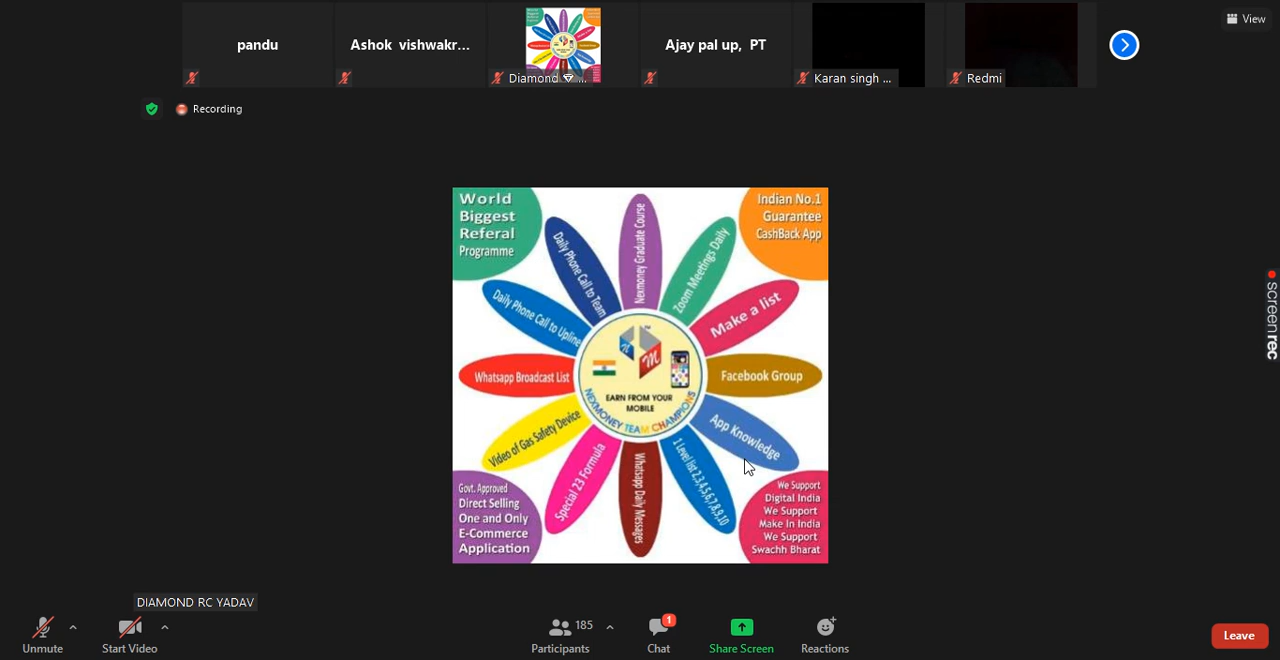 pandu
Ashok vishwakr...
Ajay pal up, PT
Karan singh ...
Redmi
View
Recording
World
Biggest
Referal
Programme
Indian No.1
Guarantee
CashBack App
Nexmoney Graduate Course
Zoom Meetings Daily
Make a list
Facebook Group
App Knowledge
1 Level list 2,3,4,5,6,7,8,9,10
Whatsapp Daily Messages
Special 23 Formula
Video of Gas Safety Device
Whatsapp Broadcast List
Daily Phone Call to Upline
Daily Phone Call to Team
EARN FROM YOUR
MOBILE
NEXMONEY TEAM CHAMPIONS
Govt. Approved
Direct Selling
One and Only
E-Commerce
Application
We Support
Digital India
We Support
Make In India
We Support
Swachh Bharat
screenrec
DIAMOND RC YADAV
Unmute
Start Video
185
Participants
1
Chat
Share Screen
Reactions
Leave